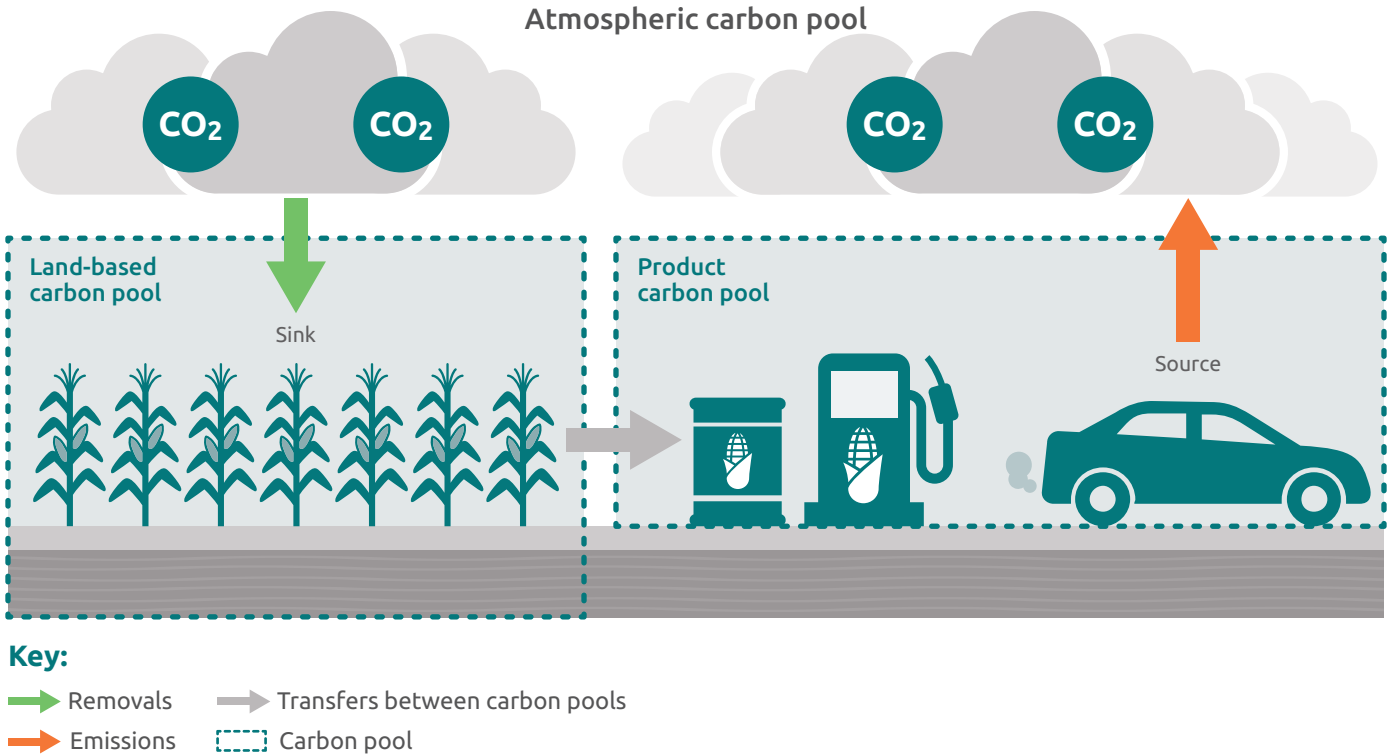 Atmospheric carbon pool
CO₂ CO₂ CO₂ CO₂
Land-based
carbon pool
Sink
Product
carbon pool
Source
Key:
Removals
Transfers between carbon pools
Emissions
Carbon pool